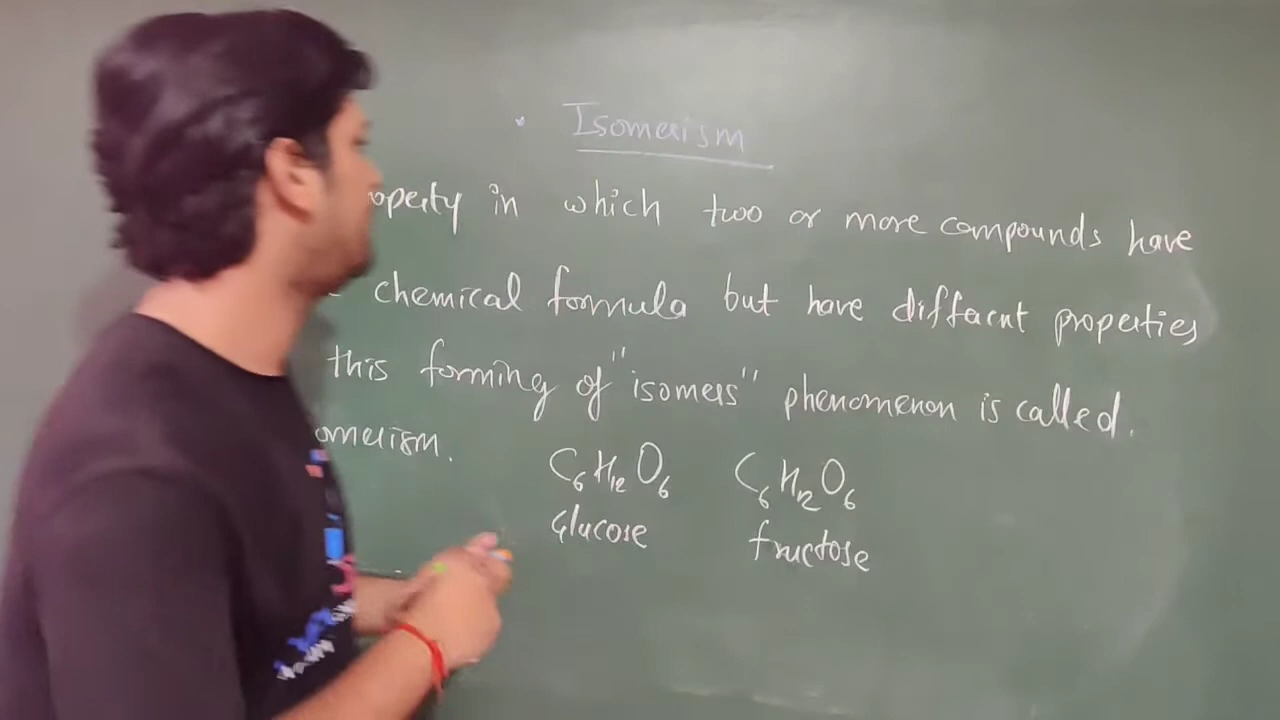 Isomerism
operty in which two or more compounds have
- chemical formula but have different properties
this forming of "isomers" phenomenon is called.
omerism.
C6H12O6 C6H12O6
Glucose fructose